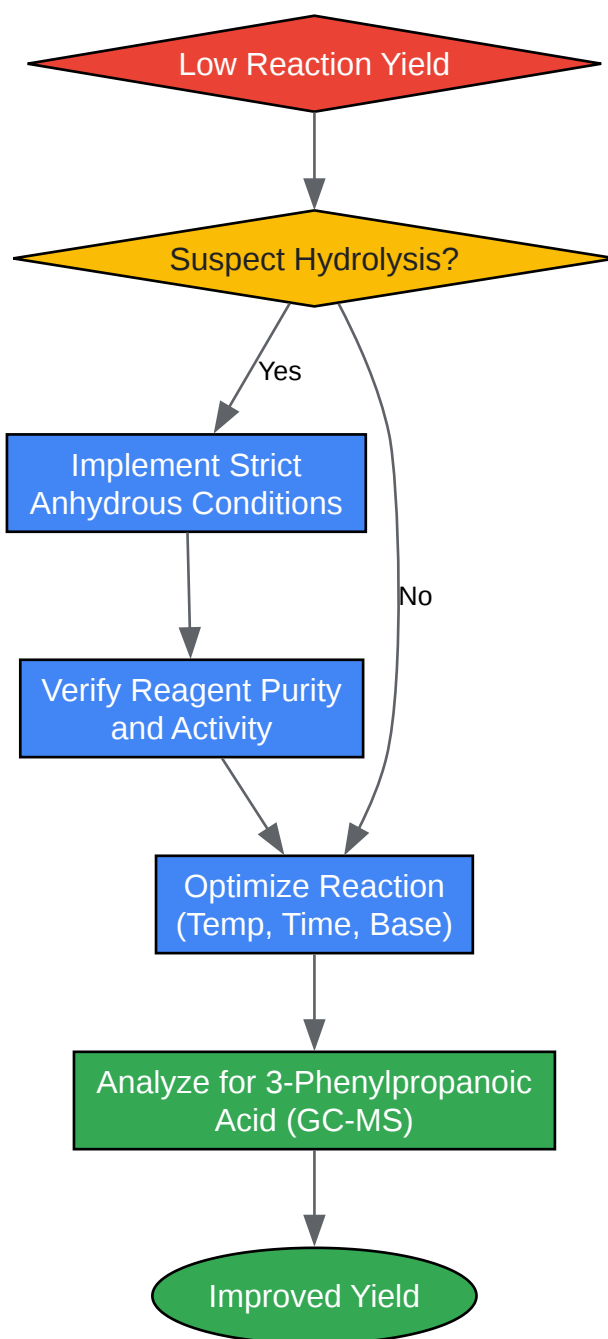 Low Reaction Yield
Suspect Hydrolysis?
Yes
Implement Strict
Anhydrous Conditions
No
Verify Reagent Purity
and Activity
Optimize Reaction
(Temp, Time, Base)
Analyze for 3-Phenylpropanoic
Acid (GC-MS)
Improved Yield